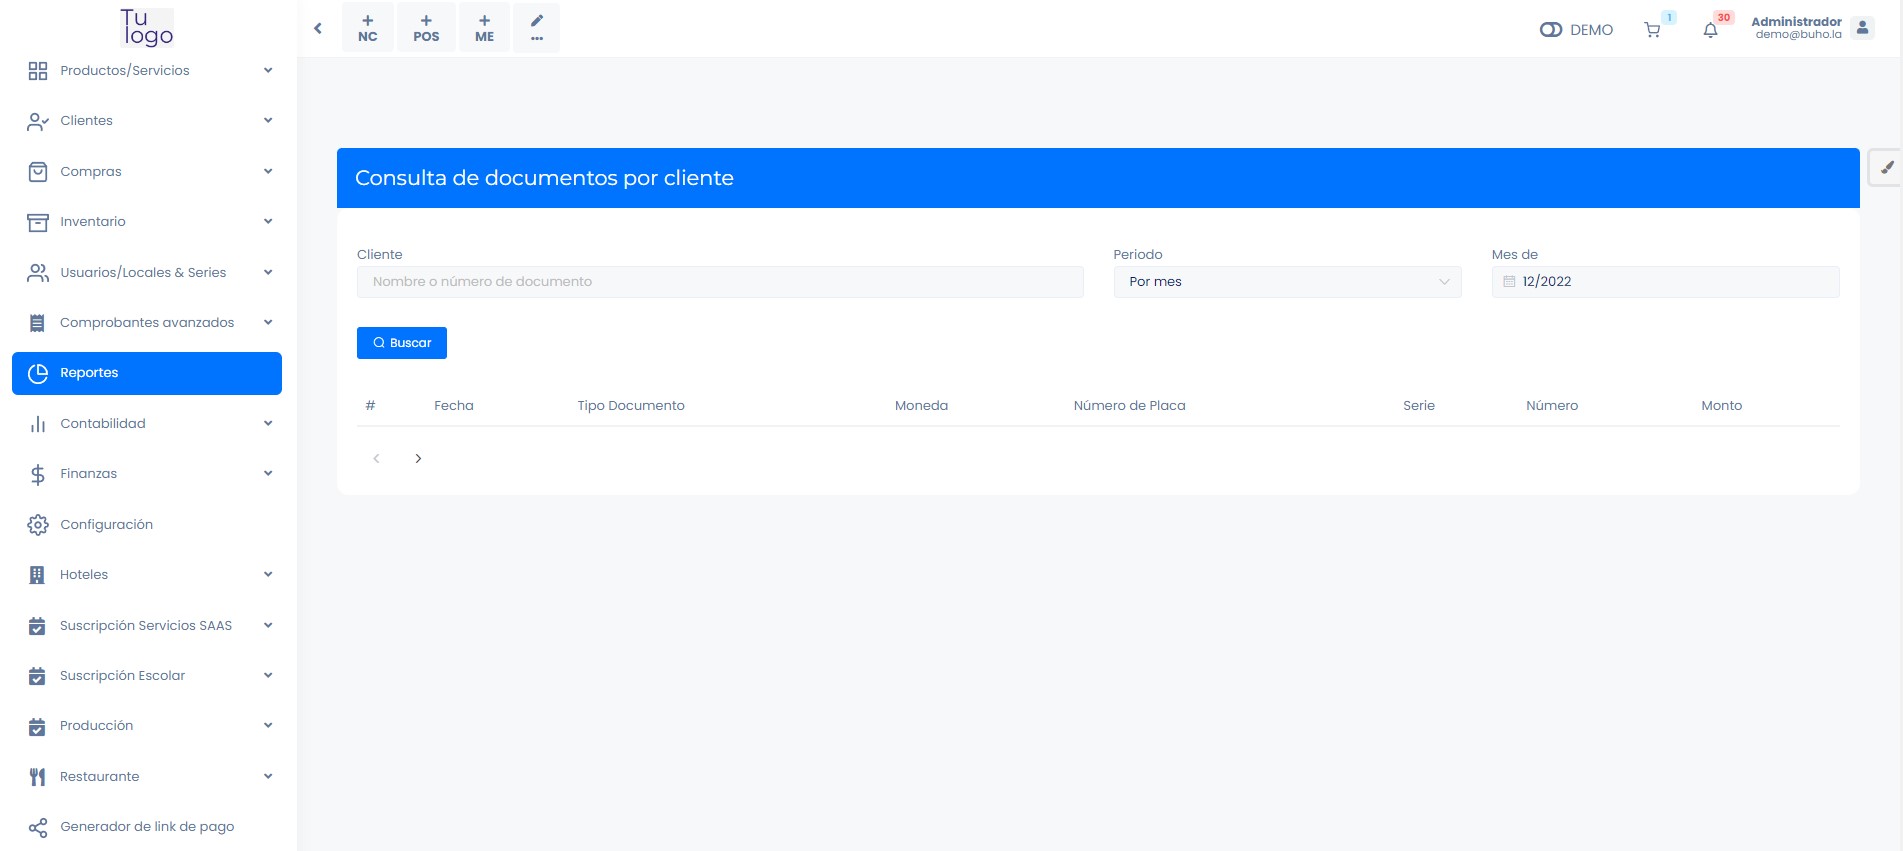 Tu
logo
Productos/Servicios
Clientes
Compras
Inventario
Usuarios/Locales & Series
Comprobantes avanzados
Reportes
Contabilidad
Finanzas
Configuración
Hoteles
Suscripción Servicios SAAS
Suscripción Escolar
Producción
Restaurante
Generador de link de pago
NC POS ME ...
DEMO 1 30 Administrador
demo@buho.la
Consulta de documentos por cliente
Cliente Periodo Mes de
Nombre o número de documento Por mes 12/2022
Buscar
# Fecha Tipo Documento Moneda Número de Placa Serie Número Monto